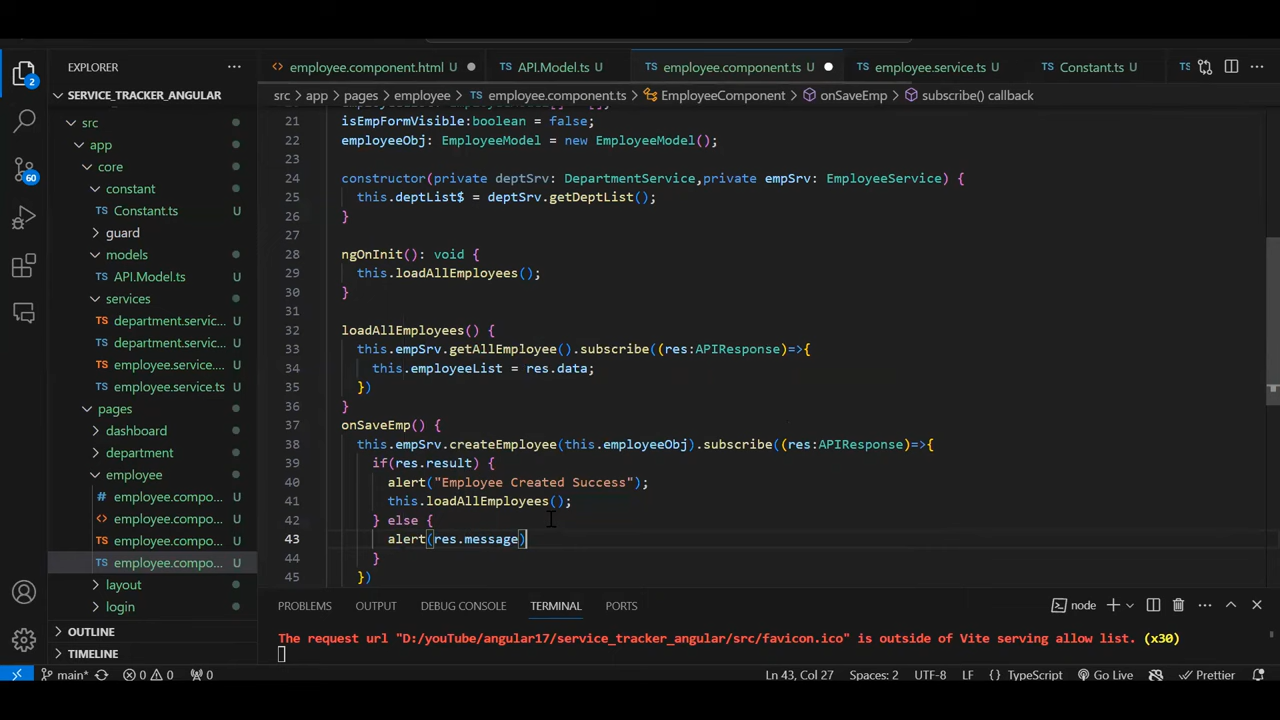 EXPLORER
employee.component.html
API.Model.ts
employee.component.ts
employee.service.ts
Constant.ts
SERVICE_TRACKER_ANGULAR
src > app > pages > employee > employee.component.ts > EmployeeComponent > onSaveEmp > subscribe() callback
2
60
src
app
core
constant
Constant.ts U
guard
models
API.Model.ts U
services
department.servic... U
department.servic... U
employee.service.... U
employee.service.ts U
pages
dashboard
department
employee
employee.compo... U
employee.compo... U
employee.compo... U
employee.compo... U
layout
login
OUTLINE
TIMELINE
21 isEmpFormVisible:boolean = false;
22 employeeObj: EmployeeModel = new EmployeeModel();
23
24 constructor(private deptSrv: DepartmentService,private empSrv: EmployeeService) {
25 this.deptList$ = deptSrv.getDeptList();
26 }
27
28 ngOnInit(): void {
29 this.loadAllEmployees();
30 }
31
32 loadAllEmployees() {
33 this.empSrv.getAllEmployee().subscribe((res:APIResponse)=>{
34 this.employeeList = res.data;
35 })
36 }
37 onSaveEmp() {
38 this.empSrv.createEmployee(this.employeeObj).subscribe((res:APIResponse)=>{
39 if(res.result) {
40 alert("Employee Created Success");
41 this.loadAllEmployees();
42 } else {
43 alert(res.message)
44 }
45 })
PROBLEMS OUTPUT DEBUG CONSOLE TERMINAL PORTS
node
The request url "D:/youTube/angular17/service_tracker_angular/src/favicon.ico" is outside of Vite serving allow list. (x30)
main* 0 0 0 Ln 43, Col 27 Spaces: 2 UTF-8 LF {} TypeScript Go Live Prettier